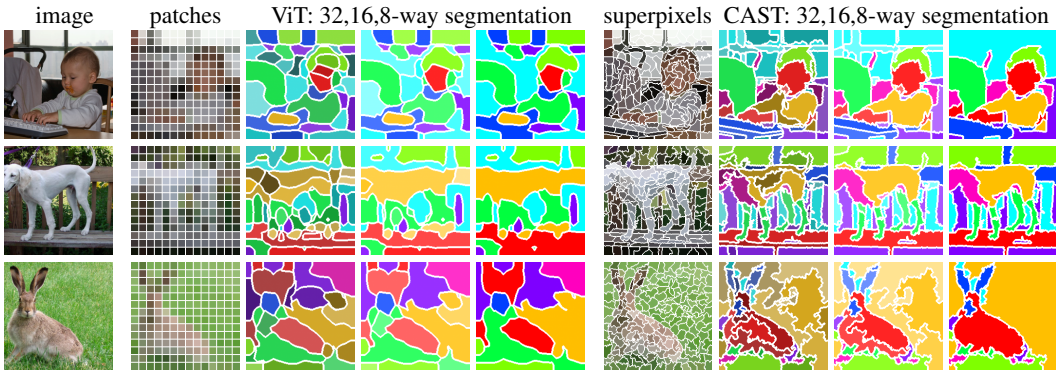 image patches ViT: 32,16,8-way segmentation superpixels CAST: 32,16,8-way segmentation